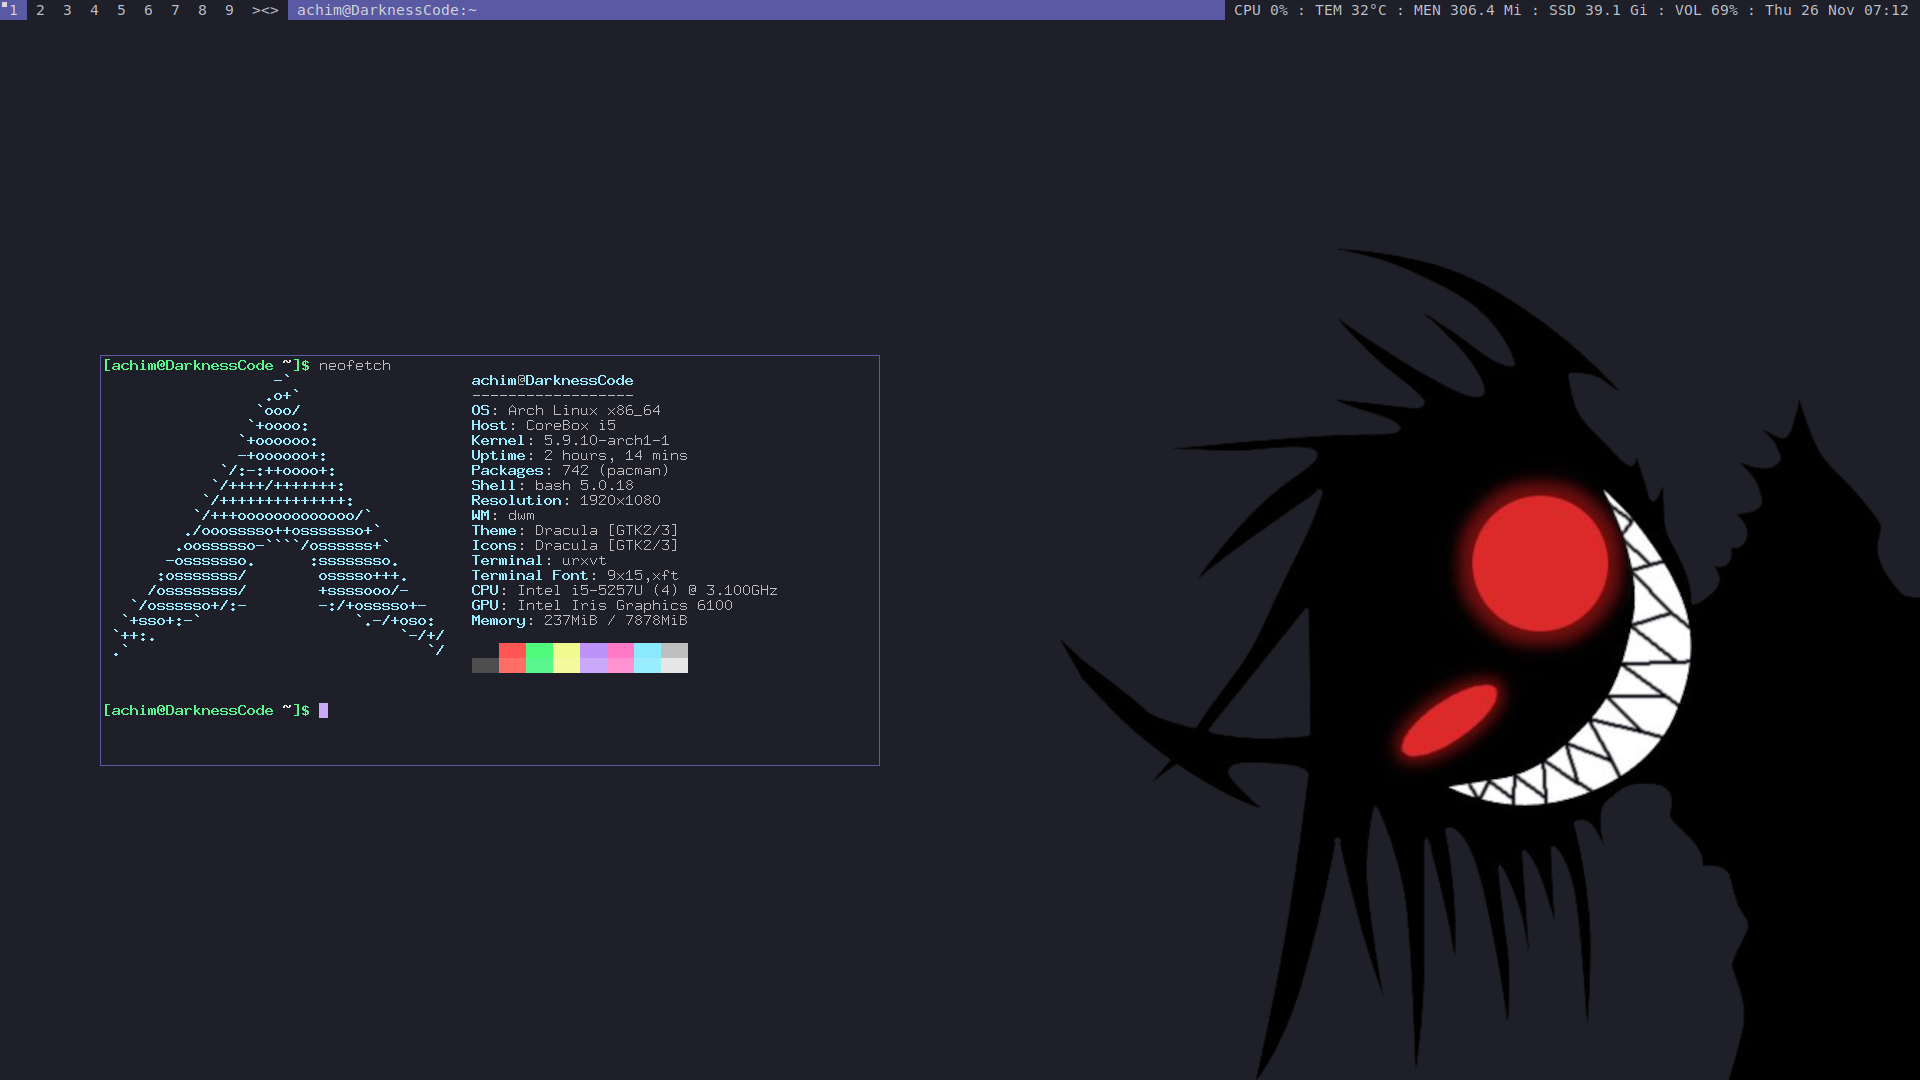 1 2 3 4 5 6 7 8 9 ><> achim@DarknessCode:~ CPU 0% : TEM 32°C : MEN 306.4 Mi : SSD 39.1 Gi : VOL 69% : Thu 26 Nov 07:12
[achim@DarknessCode ~]$ neofetch
                   -`                    achim@DarknessCode
                  .o+`                   ------------------
                 `ooo/                   OS: Arch Linux x86_64
                `+oooo:                  Host: CoreBox i5
               `+oooooo:                 Kernel: 5.9.10-arch1-1
               -+oooooo+:                Uptime: 2 hours, 14 mins
             `/:-:++oooo+:               Packages: 742 (pacman)
            `/++++/+++++++:              Shell: bash 5.0.18
           `/++++++++++++++:             Resolution: 1920x1080
          `/+++ooooooooooooo/`           WM: dwm
         ./ooosssso++osssssso+`          Theme: Dracula [GTK2/3]
        .oossssso-````/ossssss+`         Icons: Dracula [GTK2/3]
       -osssssso.      :ssssssso.        Terminal: urxvt
      :osssssss/        osssso+++.       Terminal Font: 9x15,xft
     /ossssssss/        +ssssooo/-       CPU: Intel i5-5257U (4) @ 3.100GHz
   `/ossssso+/:-        -:/+osssso+-     GPU: Intel Iris Graphics 6100
  `+sso+:-`                 `.-/+oso:    Memory: 237MiB / 7878MiB
 `++:.                           `-/+/
 .`                                 `/
[achim@DarknessCode ~]$